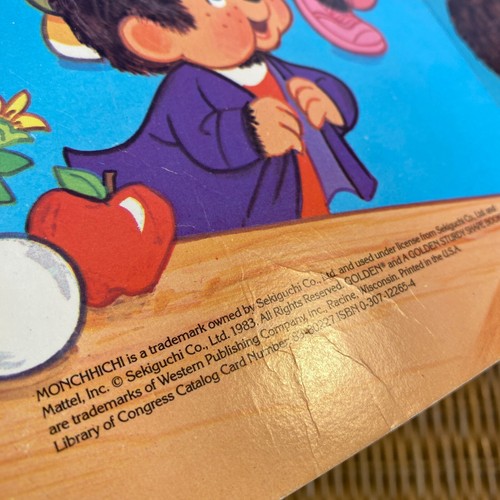 MONCHHICHI is a trademark owned by Sekiguchi Co., Ltd. and used under license from Sekiguchi Co., Ltd. and
Mattel, Inc. © Sekiguchi Co., Ltd. 1983. All Rights Reserved. GOLDEN® and A GOLDEN STURDY SHAPE
are trademarks of Western Publishing Company, Inc., Racine, Wisconsin. Printed in the U.S.A.
Library of Congress Catalog Card Number: ISBN 0-307-12265-4